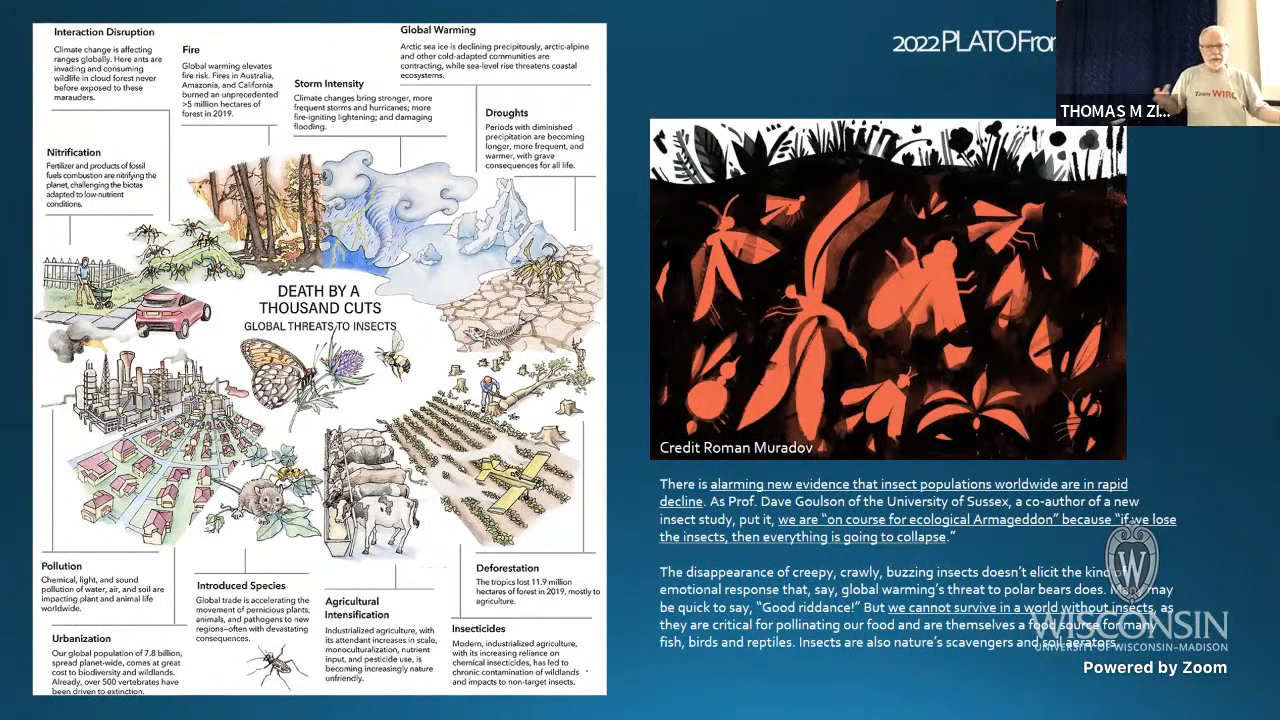 Interaction Disruption
Climate change is affecting
ranges globally. Here ants are
invading and consuming
wildlife in cloud forest never
before exposed to these
marauders.
Fire
Global warming elevates
fire risk. Fires in Australia,
Amazonia, and California
burned an unprecedented
>5 million hectares of
forest in 2019.
Storm Intensity
Climate changes bring stronger, more
frequent storms and hurricanes; more
fire-igniting lightening; and damaging
flooding.
Global Warming
Arctic sea ice is declining precipitously, arctic-alpine
and other cold-adapted communities are
contracting, while sea-level rise threatens coastal
ecosystems.
Droughts
Periods with diminished
precipitation are becoming
longer, more frequent, and
warmer, with grave
consequences for all life.
Nitrification
Fertilizer and products of fossil
fuels combustion are nitrifying the
planet, challenging the biotas
adapted to low-nutrient
conditions.
DEATH BY A
THOUSAND CUTS
GLOBAL THREATS TO INSECTS
Pollution
Chemical, light, and sound
pollution of water, air, and soil are
impacting plant and animal life
worldwide.
Urbanization
Our global population of 7.8 billion,
spread planet-wide, comes at great
cost to biodiversity and wildlands.
Already, over 500 vertebrates have
been driven to extinction.
Introduced Species
Global trade is accelerating the
movement of pernicious plants,
animals, and pathogens to new
regions–often with devastating
consequences.
Agricultural
Intensification
Industrialized agriculture, with
its attendant increases in scale,
monoculturalization, nutrient
input, and pesticide use, is
becoming increasingly nature
unfriendly.
Deforestation
The tropics lost 11.9 million
hectares of forest in 2019, mostly to
agriculture.
Insecticides
Modern, industrialized agriculture,
with its increasing reliance on
chemical insecticides, has led to
chronic contamination of wildlands
and impacts to non-target insects.
2022 PLATO Fron
Team WIRC
THOMAS M ZI...
Credit Roman Muradov
There is alarming new evidence that insect populations worldwide are in rapid
decline. As Prof. Dave Goulson of the University of Sussex, a co-author of a new
insect study, put it, we are “on course for ecological Armageddon” because “if we lose
the insects, then everything is going to collapse.”
The disappearance of creepy, crawly, buzzing insects doesn’t elicit the kind of
emotional response that, say, global warming’s threat to polar bears does. may
be quick to say, “Good riddance!” But we cannot survive in a world without insects, as
they are critical for pollinating our food and are themselves a food source for many
fish, birds and reptiles. Insects are also nature’s scavengers and soil aerators.
W
WISCONSIN
UNIVERSITY OF WISCONSIN–MADISON
Powered by Zoom